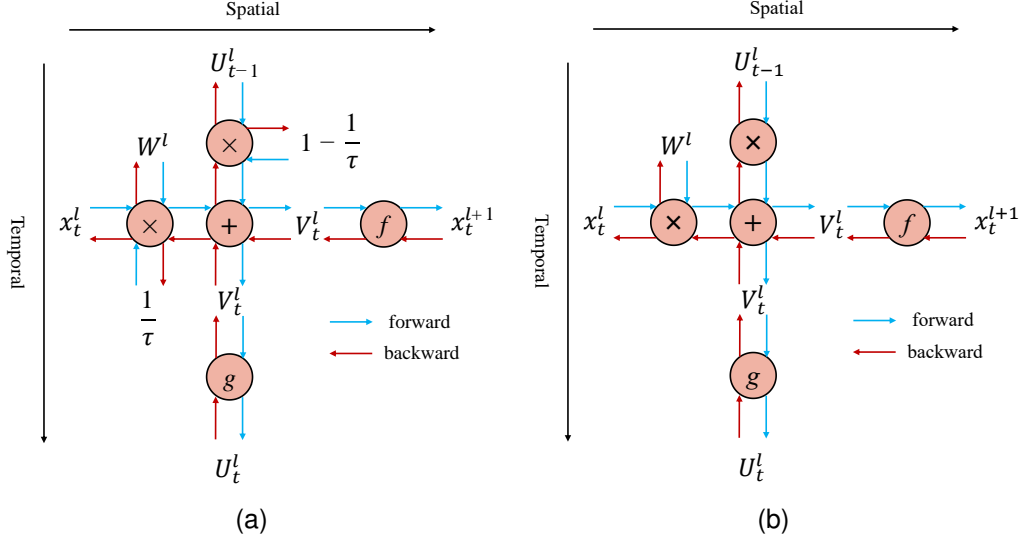 Spatial
Temporal
U^l_{t−1}
×
1 − 1/τ
W^l
x^l_t
×
+
V^l_t
f
x^{l+1}_t
1/τ
V^l_t
forward
backward
g
U^l_t
(a)
Spatial
Temporal
U^l_{t−1}
×
W^l
x^l_t
×
+
V^l_t
f
x^{l+1}_t
V^l_t
forward
backward
g
U^l_t
(b)